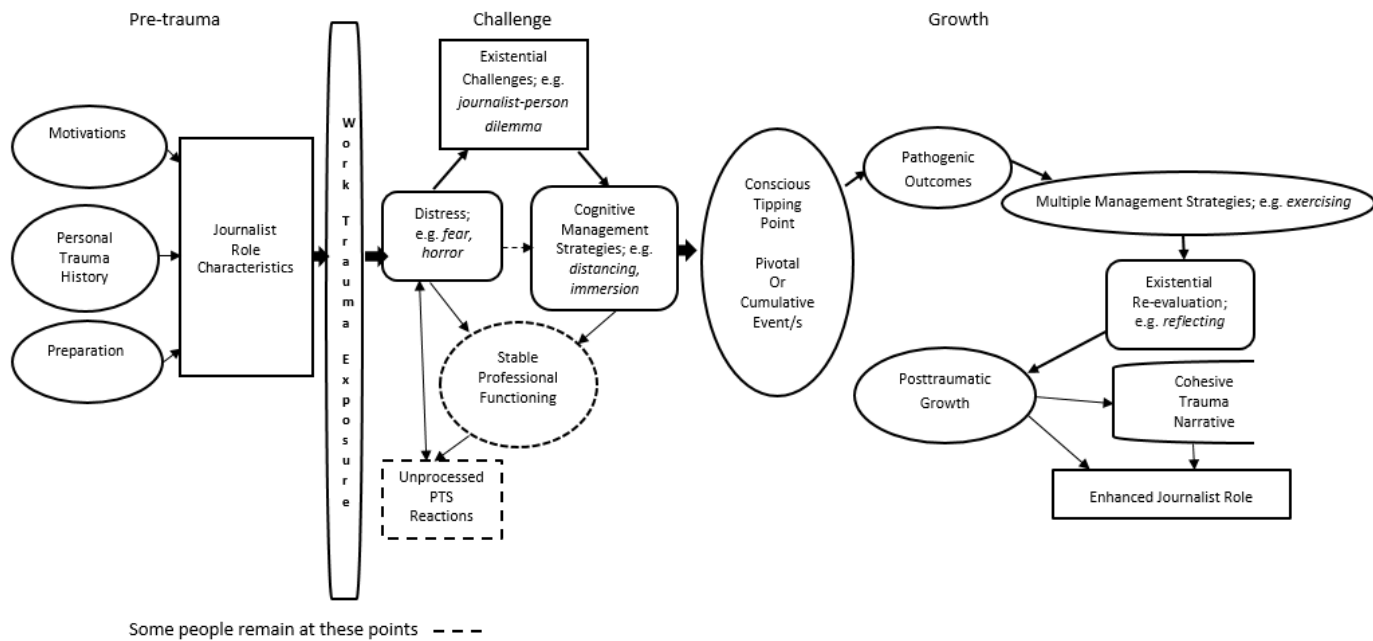 Pre-trauma
Challenge
Growth
Motivations
Personal
Trauma
History
Preparation
Journalist
Role
Characteristics
Work Trauma Exposure
Existential
Challenges; e.g.
journalist-person
dilemma
Distress;
e.g. fear,
horror
Cognitive
Management
Strategies; e.g.
distancing,
immersion
Stable
Professional
Functioning
Unprocessed
PTS
Reactions
Conscious
Tipping
Point
Pivotal
Or
Cumulative
Event/s
Pathogenic
Outcomes
Multiple Management Strategies; e.g. exercising
Existential
Re-evaluation;
e.g. reflecting
Posttraumatic
Growth
Cohesive
Trauma
Narrative
Enhanced Journalist Role
Some people remain at these points